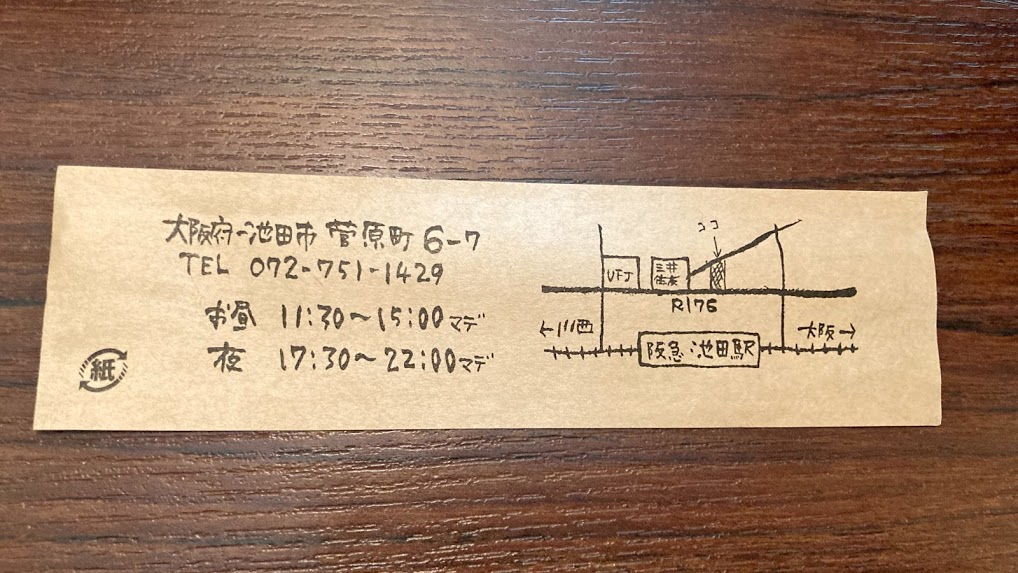 大阪府池田市菅原町6-7
TEL 072-751-1429
お昼 11:30～15:00マデ
夜 17:30～22:00マデ
紙
ココ
UFJ
三井住友
R176
←川西
大阪→
阪急 池田駅